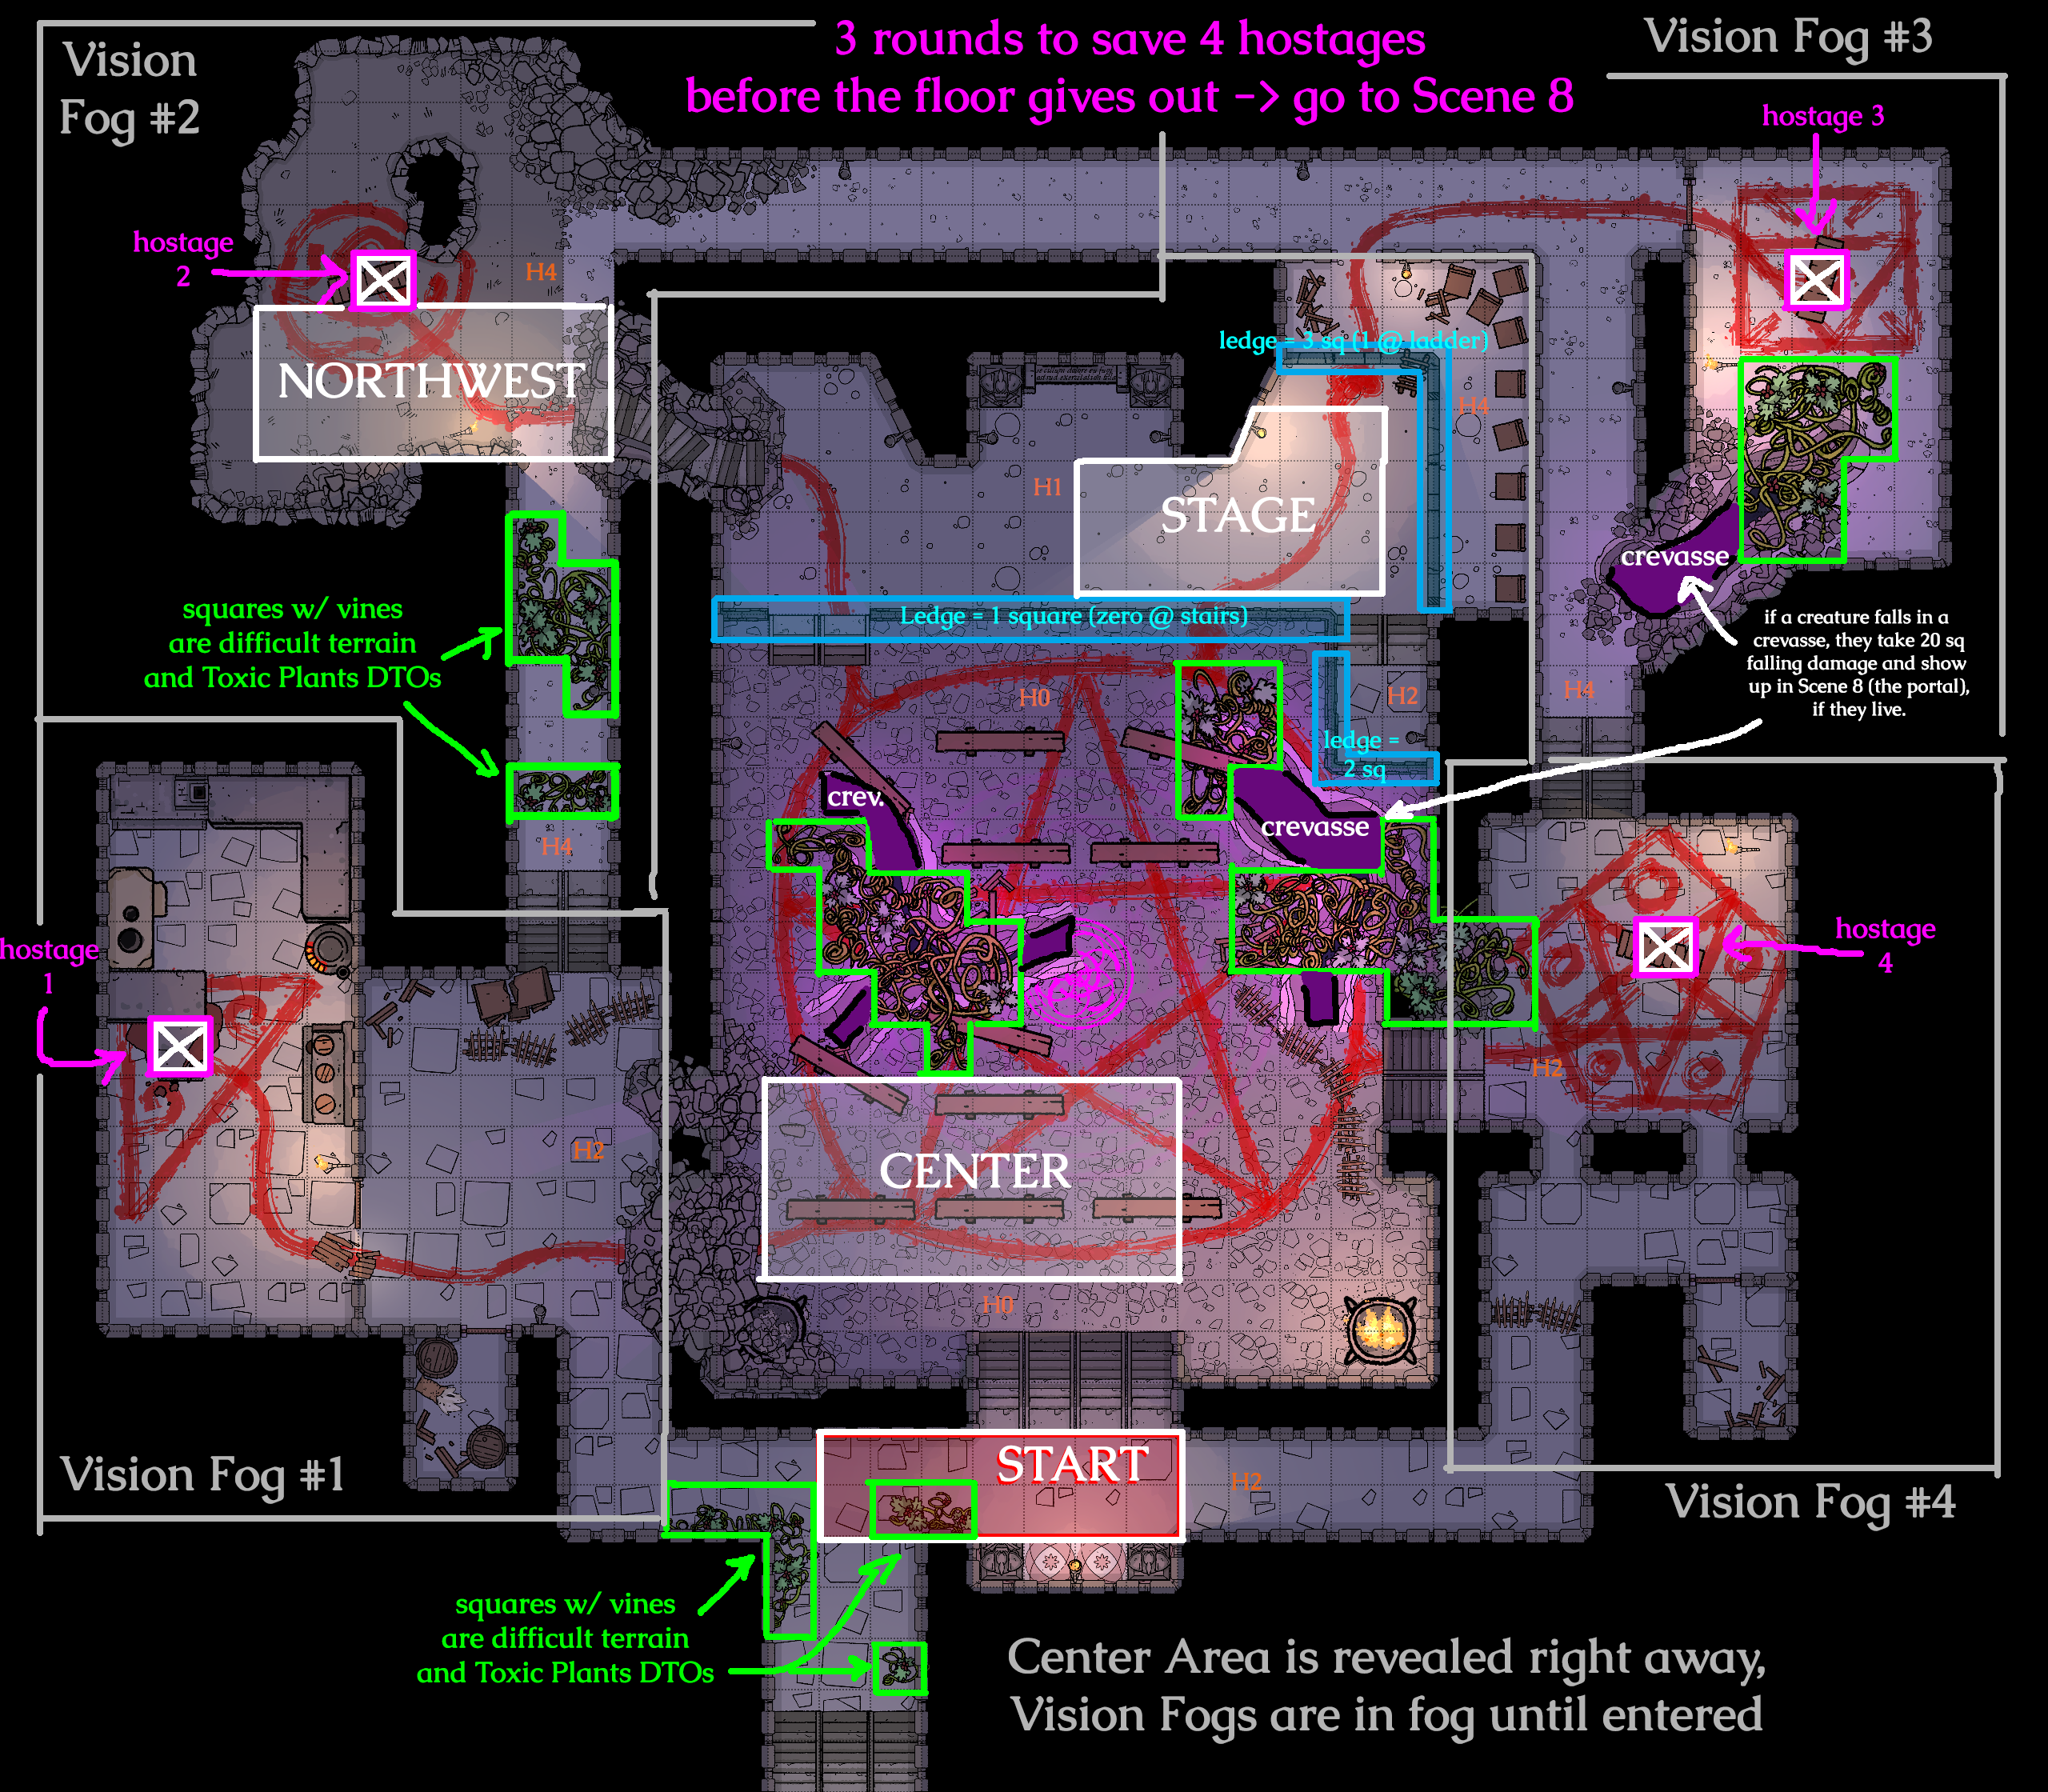 3 rounds to save 4 hostages
before the floor gives out -> go to Scene 8
Vision
Fog #2
Vision Fog #3
hostage 3
hostage
2
H4
NORTHWEST
ledge = 3 sq (1 @ ladder)
H4
H1
STAGE
crevasse
Ledge = 1 square (zero @ stairs)
squares w/ vines
are difficult terrain
and Toxic Plants DTOs
if a creature falls in a
crevasse, they take 20 sq
falling damage and show
up in Scene 8 (the portal),
if they live.
H0
H2
H4
ledge =
2 sq
crev.
crevasse
H4
hostage
1
hostage
4
H2
H2
CENTER
H0
START
H2
Vision Fog #1
Vision Fog #4
squares w/ vines
are difficult terrain
and Toxic Plants DTOs
Center Area is revealed right away,
Vision Fogs are in fog until entered